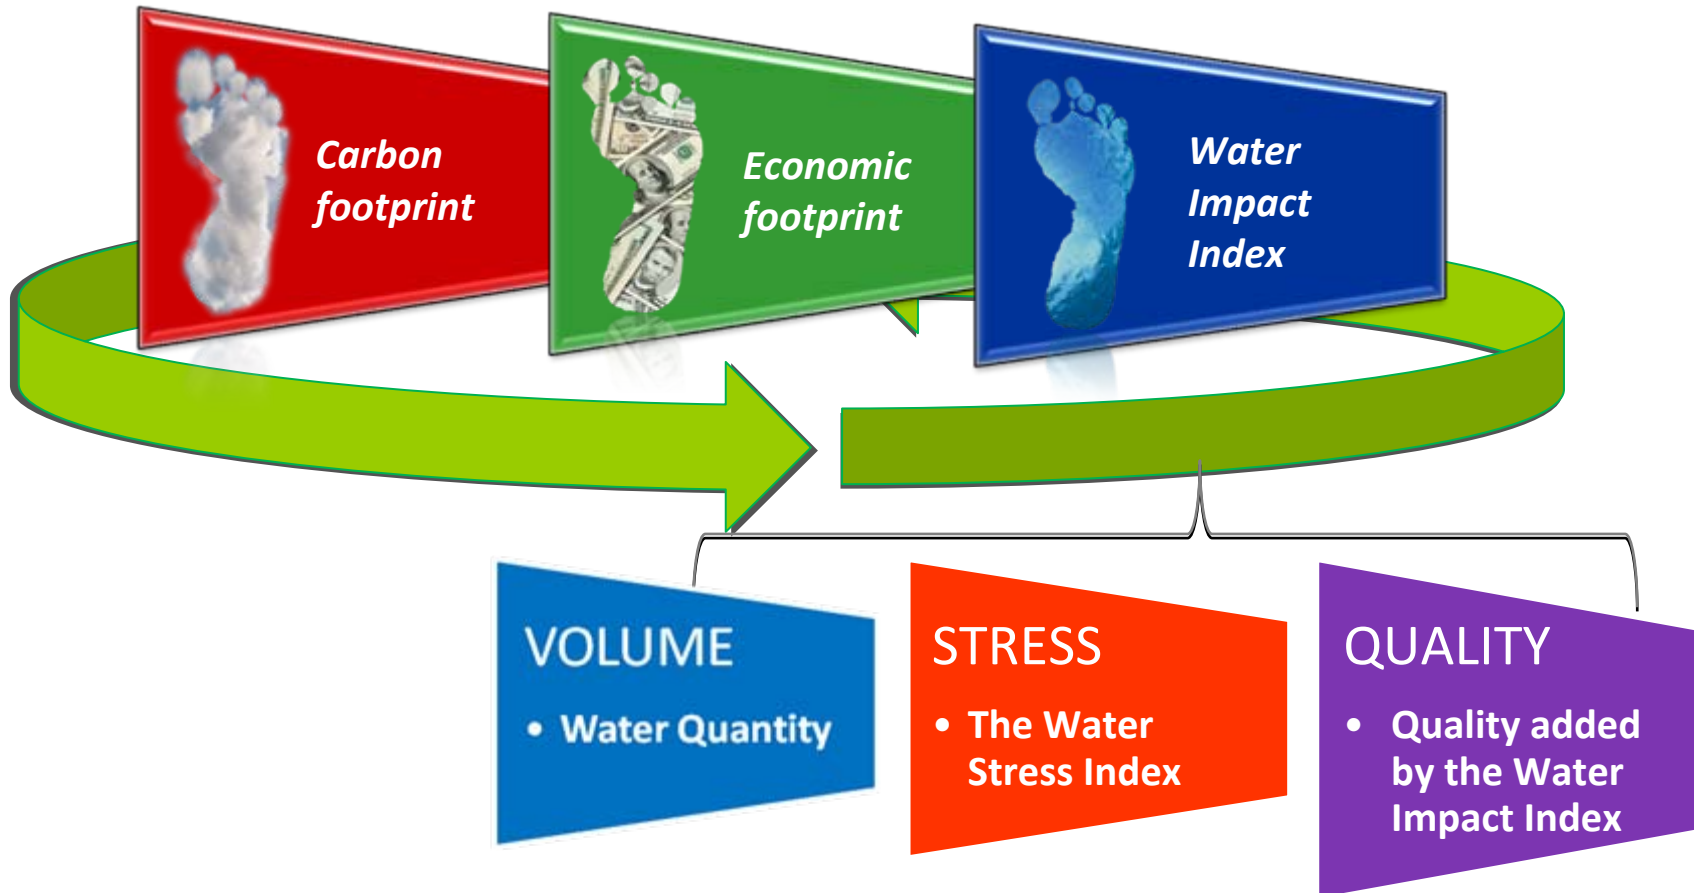 Carbon
footprint
Economic
footprint
Water
Impact
Index
VOLUME
• Water Quantity
STRESS
• The Water
Stress Index
QUALITY
• Quality added
by the Water
Impact Index